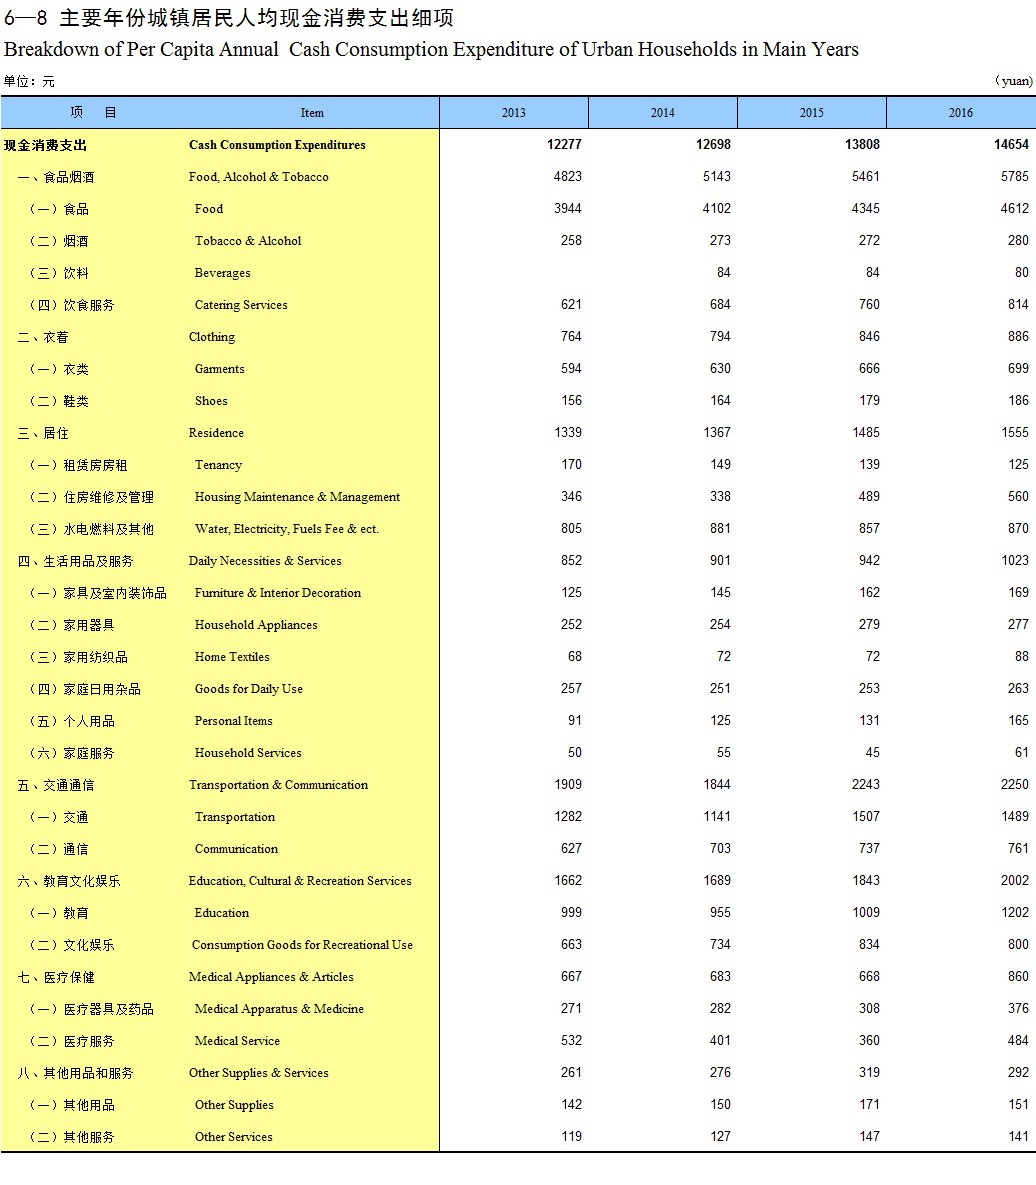 6—8 主要年份城镇居民人均现金消费支出细项
Breakdown of Per Capita Annual Cash Consumption Expenditure of Urban Households in Main Years
单位：元 （yuan)
项 目 Item 2013 2014 2015 2016
现金消费支出 Cash Consumption Expenditures 12277 12698 13808 14654
一、食品烟酒 Food, Alcohol & Tobacco 4823 5143 5461 5785
（一）食品 Food 3944 4102 4345 4612
（二）烟酒 Tobacco & Alcohol 258 273 272 280
（三）饮料 Beverages 84 84 80
（四）饮食服务 Catering Services 621 684 760 814
二、衣着 Clothing 764 794 846 886
（一）衣类 Garments 594 630 666 699
（二）鞋类 Shoes 156 164 179 186
三、居住 Residence 1339 1367 1485 1555
（一）租赁房房租 Tenancy 170 149 139 125
（二）住房维修及管理 Housing Maintenance & Management 346 338 489 560
（三）水电燃料及其他 Water, Electricity, Fuels Fee & ect. 805 881 857 870
四、生活用品及服务 Daily Necessities & Services 852 901 942 1023
（一）家具及室内装饰品 Furniture & Interior Decoration 125 145 162 169
（二）家用器具 Household Appliances 252 254 279 277
（三）家用纺织品 Home Textiles 68 72 72 88
（四）家庭日用杂品 Goods for Daily Use 257 251 253 263
（五）个人用品 Personal Items 91 125 131 165
（六）家庭服务 Household Services 50 55 45 61
五、交通通信 Transportation & Communication 1909 1844 2243 2250
（一）交通 Transportation 1282 1141 1507 1489
（二）通信 Communication 627 703 737 761
六、教育文化娱乐 Education, Cultural & Recreation Services 1662 1689 1843 2002
（一）教育 Education 999 955 1009 1202
（二）文化娱乐 Consumption Goods for Recreational Use 663 734 834 800
七、医疗保健 Medical Appliances & Articles 667 683 668 860
（一）医疗器具及药品 Medical Apparatus & Medicine 271 282 308 376
（二）医疗服务 Medical Service 532 401 360 484
八、其他用品和服务 Other Supplies & Services 261 276 319 292
（一）其他用品 Other Supplies 142 150 171 151
（二）其他服务 Other Services 119 127 147 141